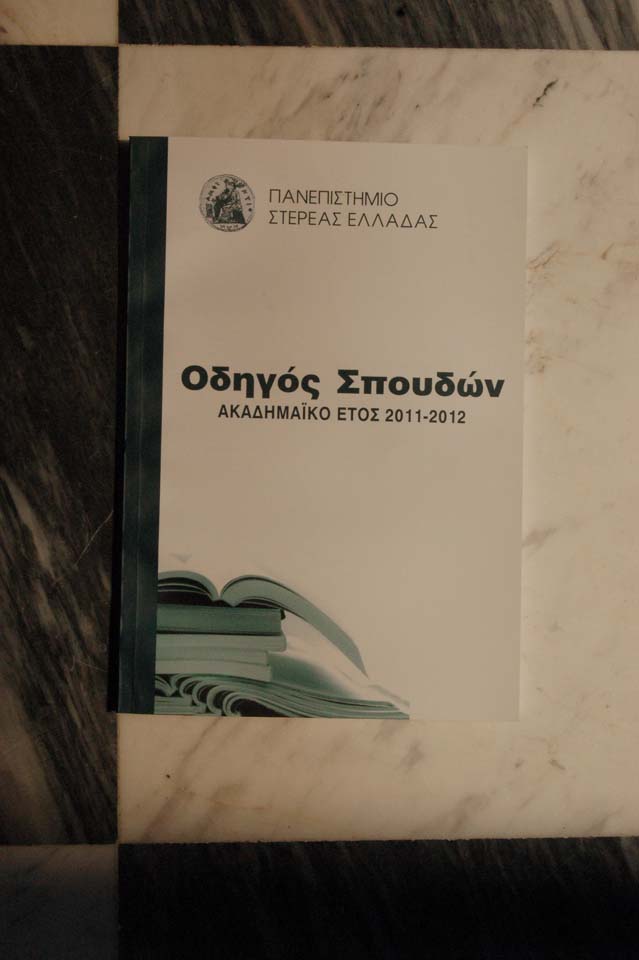 ΠΑΝΕΠΙΣΤΗΜΙΟ
ΣΤΕΡΕΑΣ ΕΛΛΑΔΑΣ
Οδηγός Σπουδών
ΑΚΑΔΗΜΑΪΚΟ ΕΤΟΣ 2011-2012